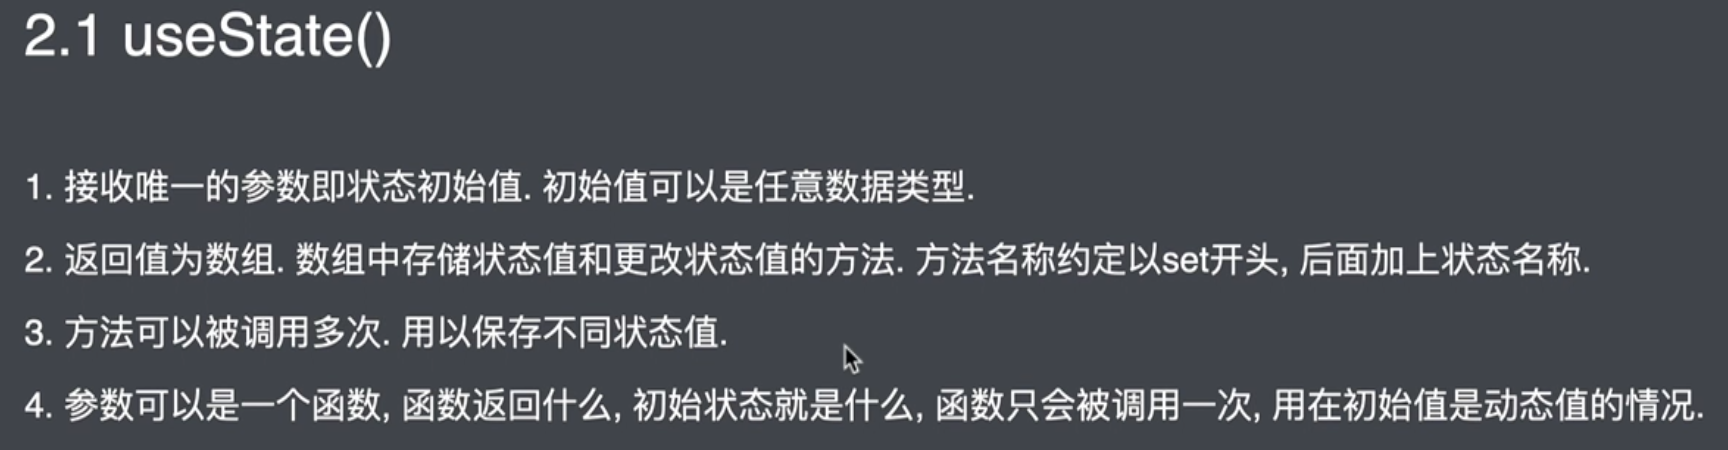 2.1 useState()
1. 接收唯一的参数即状态初始值. 初始值可以是任意数据类型.
2. 返回值为数组. 数组中存储状态值和更改状态值的方法. 方法名称约定以set开头, 后面加上状态名称.
3. 方法可以被调用多次. 用以保存不同状态值.
4. 参数可以是一个函数, 函数返回什么, 初始状态就是什么, 函数只会被调用一次, 用在初始值是动态值的情况.